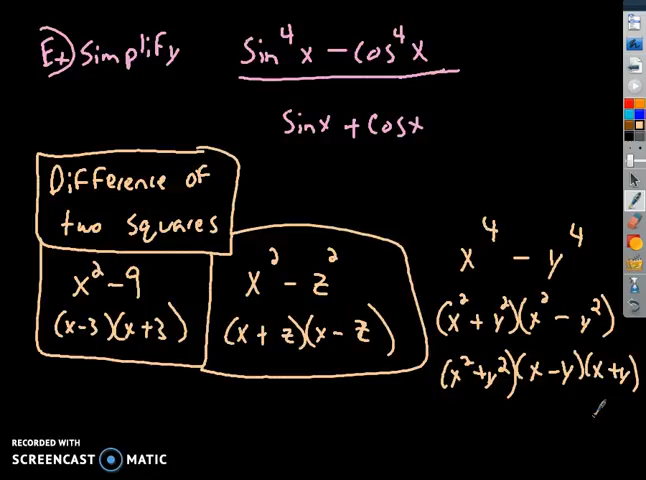 Ex) Simplify
Sin⁴x - Cos⁴x
Sinx + Cosx
Difference of
two squares
x² - 9
(x - 3)(x + 3)
x² - z²
(x + z)(x - z)
x⁴ - y⁴
(x² + y²)(x² - y²)
(x² + y²)(x - y)(x + y)
RECORDED WITH
SCREENCAST MATIC